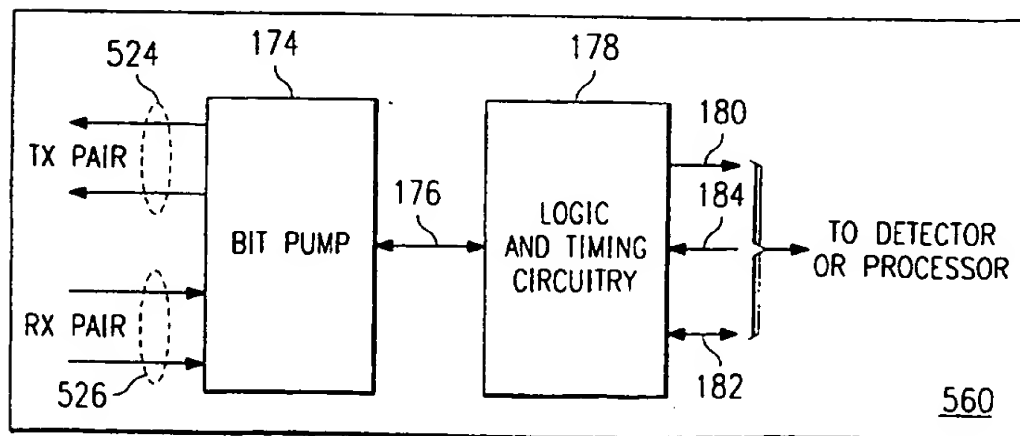 524
174
178
180
TX PAIR
176
184
BIT PUMP
LOGIC
AND TIMING
CIRCUITRY
TO DETECTOR
OR PROCESSOR
RX PAIR
526
182
560